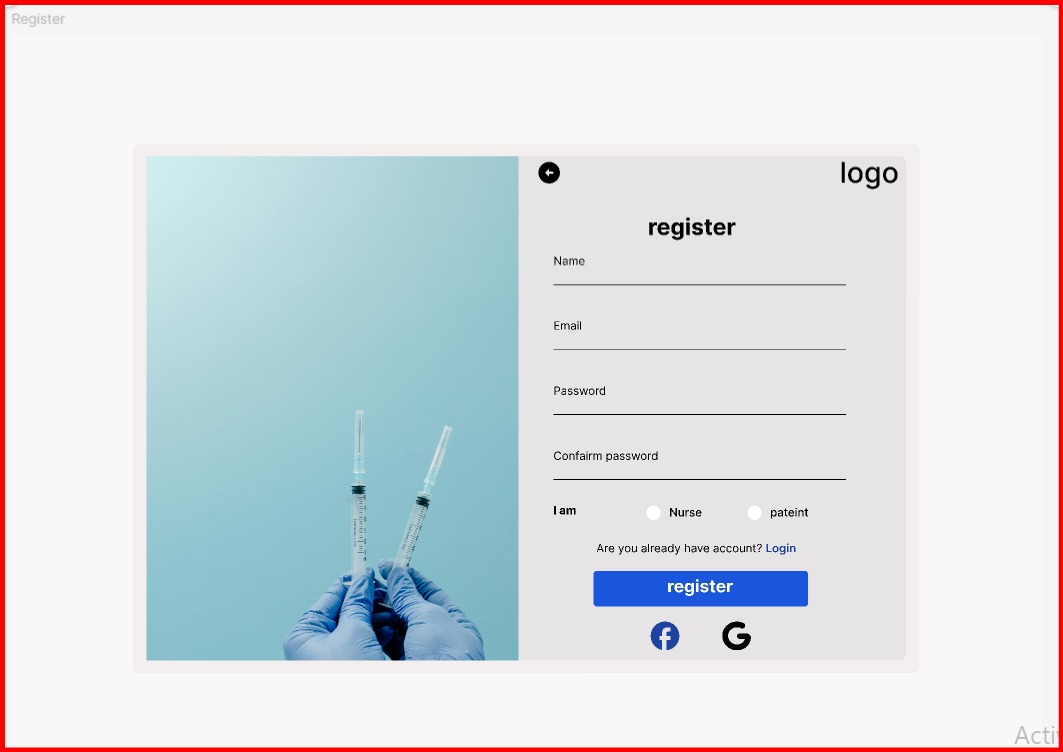 Register
logo
register
Name
Email
Password
Confairm password
I am
Nurse
pateint
Are you already have account? Login
register
Acti